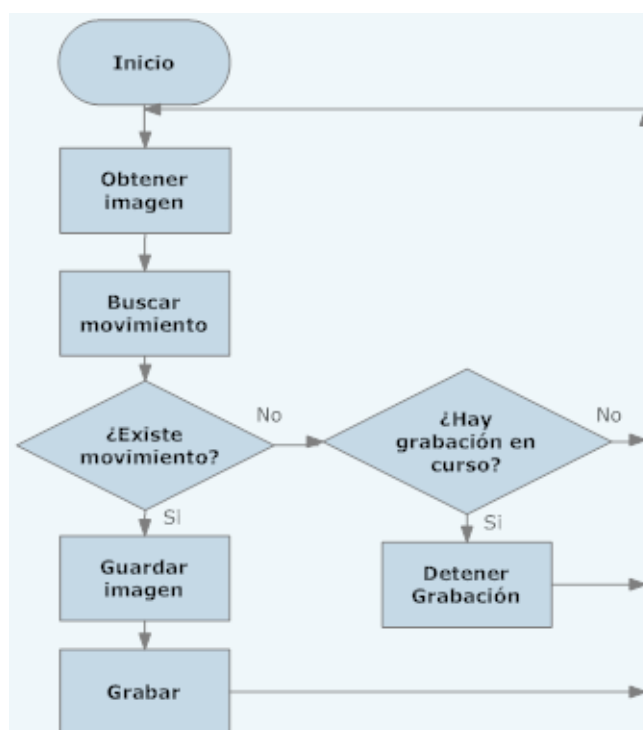 Inicio
Obtener
imagen
Buscar
movimiento
¿Existe
movimiento?
No
¿Hay
grabación en
curso?
No
Si
Si
Guardar
imagen
Detener
Grabación
Grabar